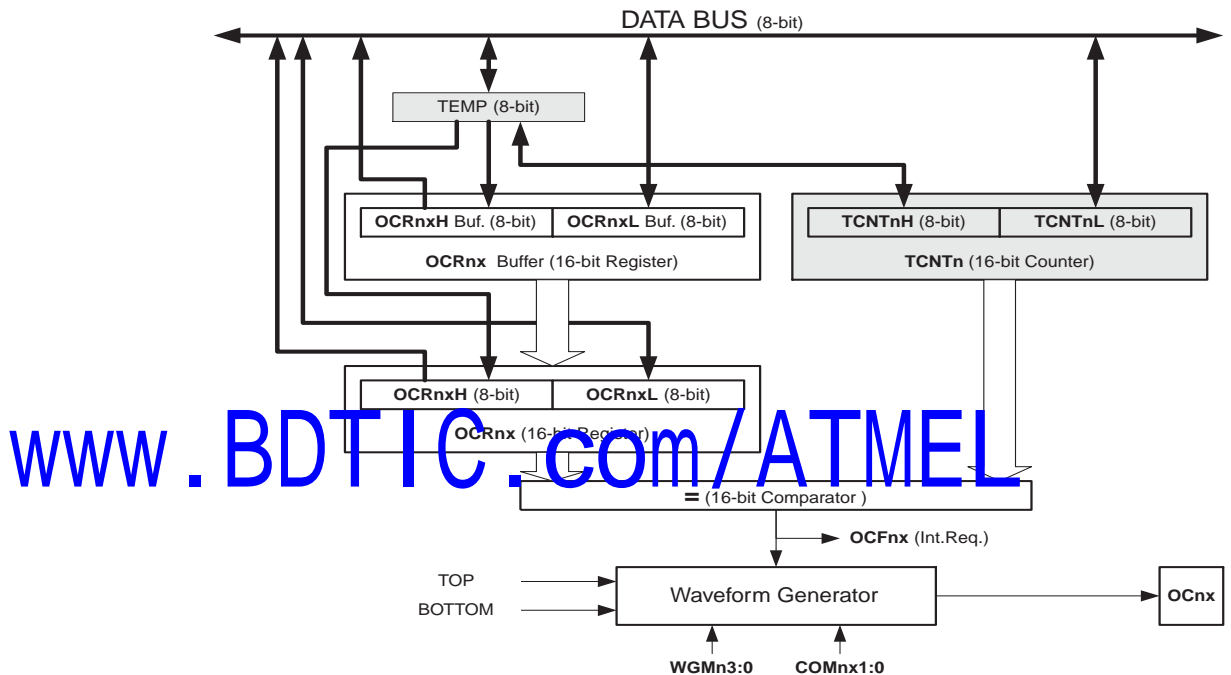 DATA BUS (8-bit)
TEMP (8-bit)
OCRnxH Buf. (8-bit)
OCRnxL Buf. (8-bit)
OCRnx Buffer (16-bit Register)
TCNTnH (8-bit)
TCNTnL (8-bit)
TCNTn (16-bit Counter)
OCRnxH (8-bit)
OCRnxL (8-bit)
OCRnx (16-bit Register)
www.BDTIC.com/ATMEL
= (16-bit Comparator )
OCFnx (Int.Req.)
TOP
BOTTOM
Waveform Generator
OCnx
WGMn3:0
COMnx1:0